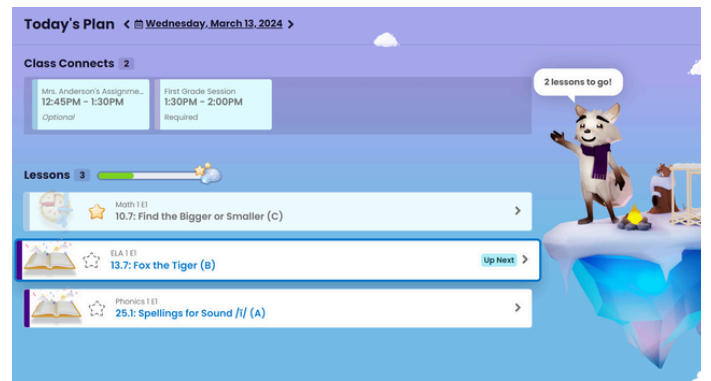 Today's Plan < Wednesday, March 13, 2024 >
Class Connects 2
Mrs. Anderson's Assignme...
12:45PM - 1:30PM
Optional
First Grade Session
1:30PM - 2:00PM
Required
2 lessons to go!
Lessons 3
Math 1 E1
10.7: Find the Bigger or Smaller (C)
ELA 1 E1
13.7: Fox the Tiger (B)
Up Next
Phonics 1 E1
25.1: Spellings for Sound /ī/ (A)